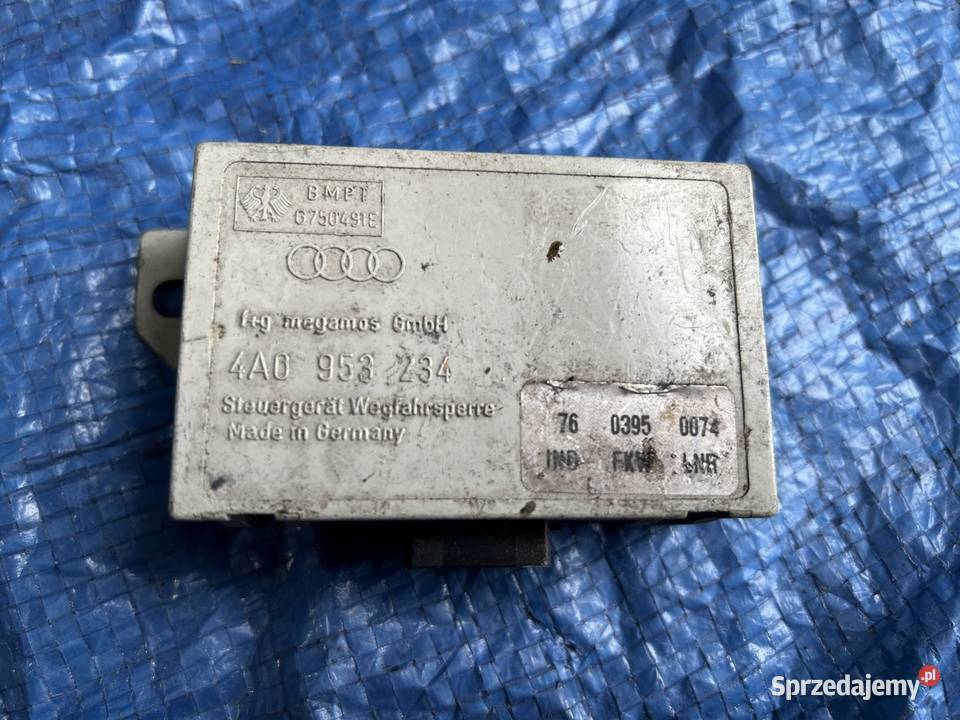 BMPT
G750491E
f+g megamos GmbH
4A0 953 234
Steuergerät Wegfahrsperre
Made in Germany
76 0395 0074
IND FKW LNR
Sprzedajemy.pl